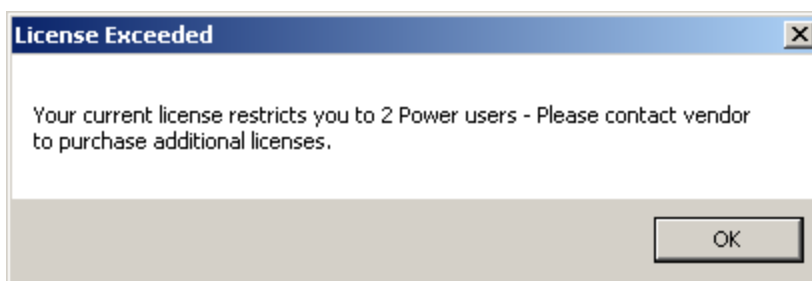 License Exceeded
Your current license restricts you to 2 Power users - Please contact vendor
to purchase additional licenses.
OK